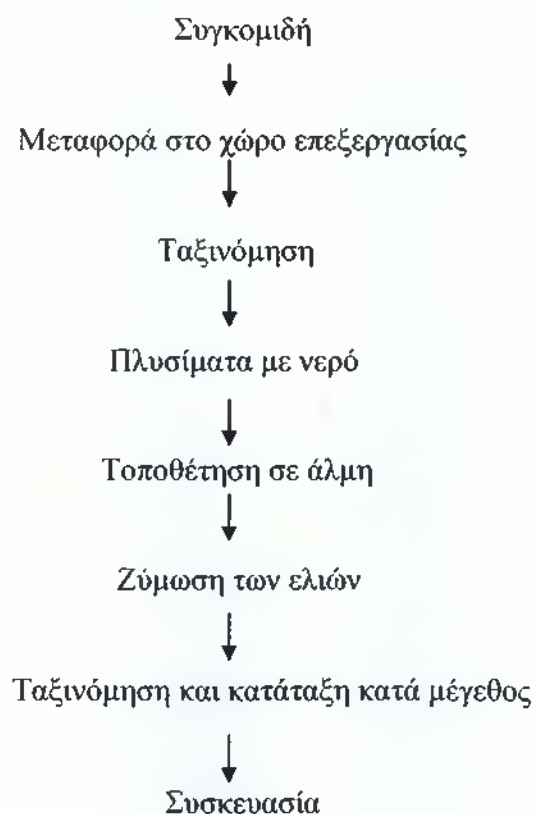 Συγκομιδή
Μεταφορά στο χώρο επεξεργασίας
Ταξινόμηση
Πλυσίματα με νερό
Τοποθέτηση σε άλμη
Ζύμωση των ελιών
Ταξινόμηση και κατάταξη κατά μέγεθος
Συσκευασία